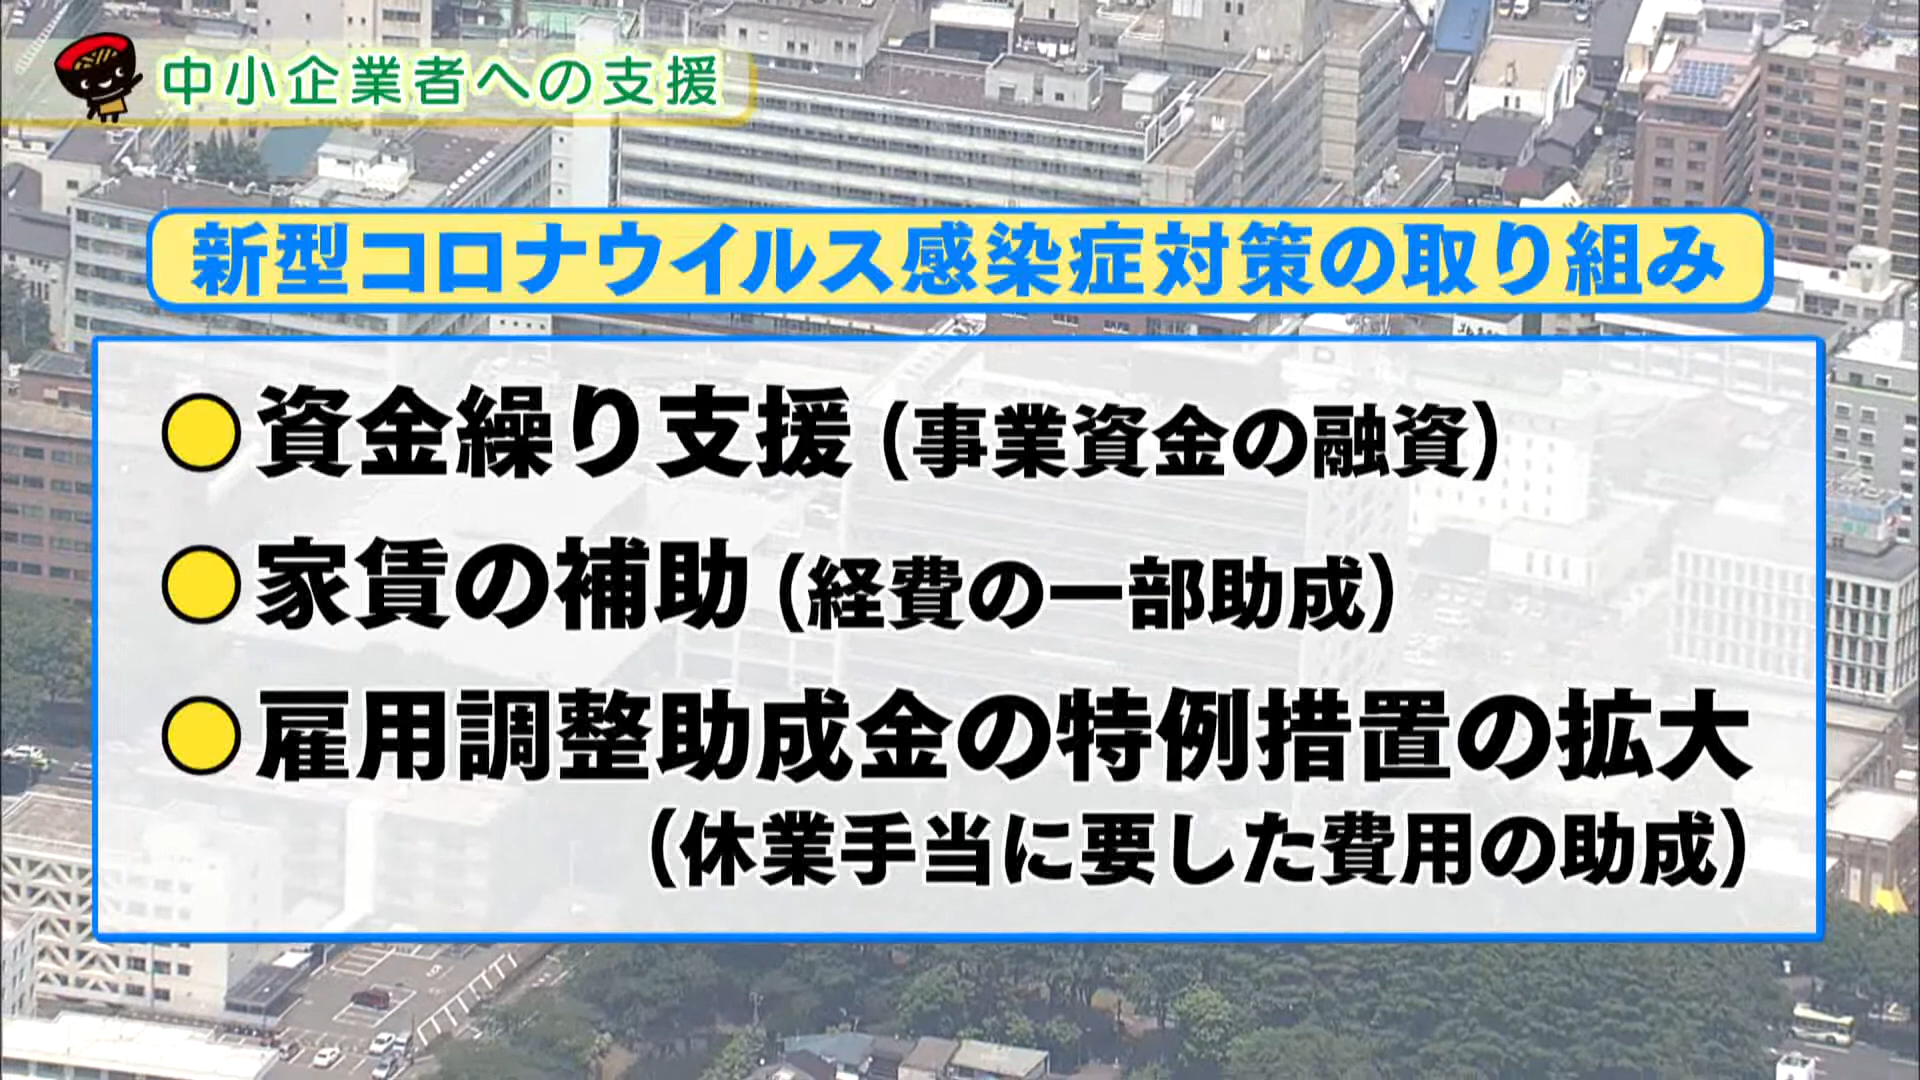 中小企業者への支援
新型コロナウイルス感染症対策の取り組み
●資金繰り支援(事業資金の融資)
●家賃の補助(経費の一部助成)
●雇用調整助成金の特例措置の拡大
(休業手当に要した費用の助成)